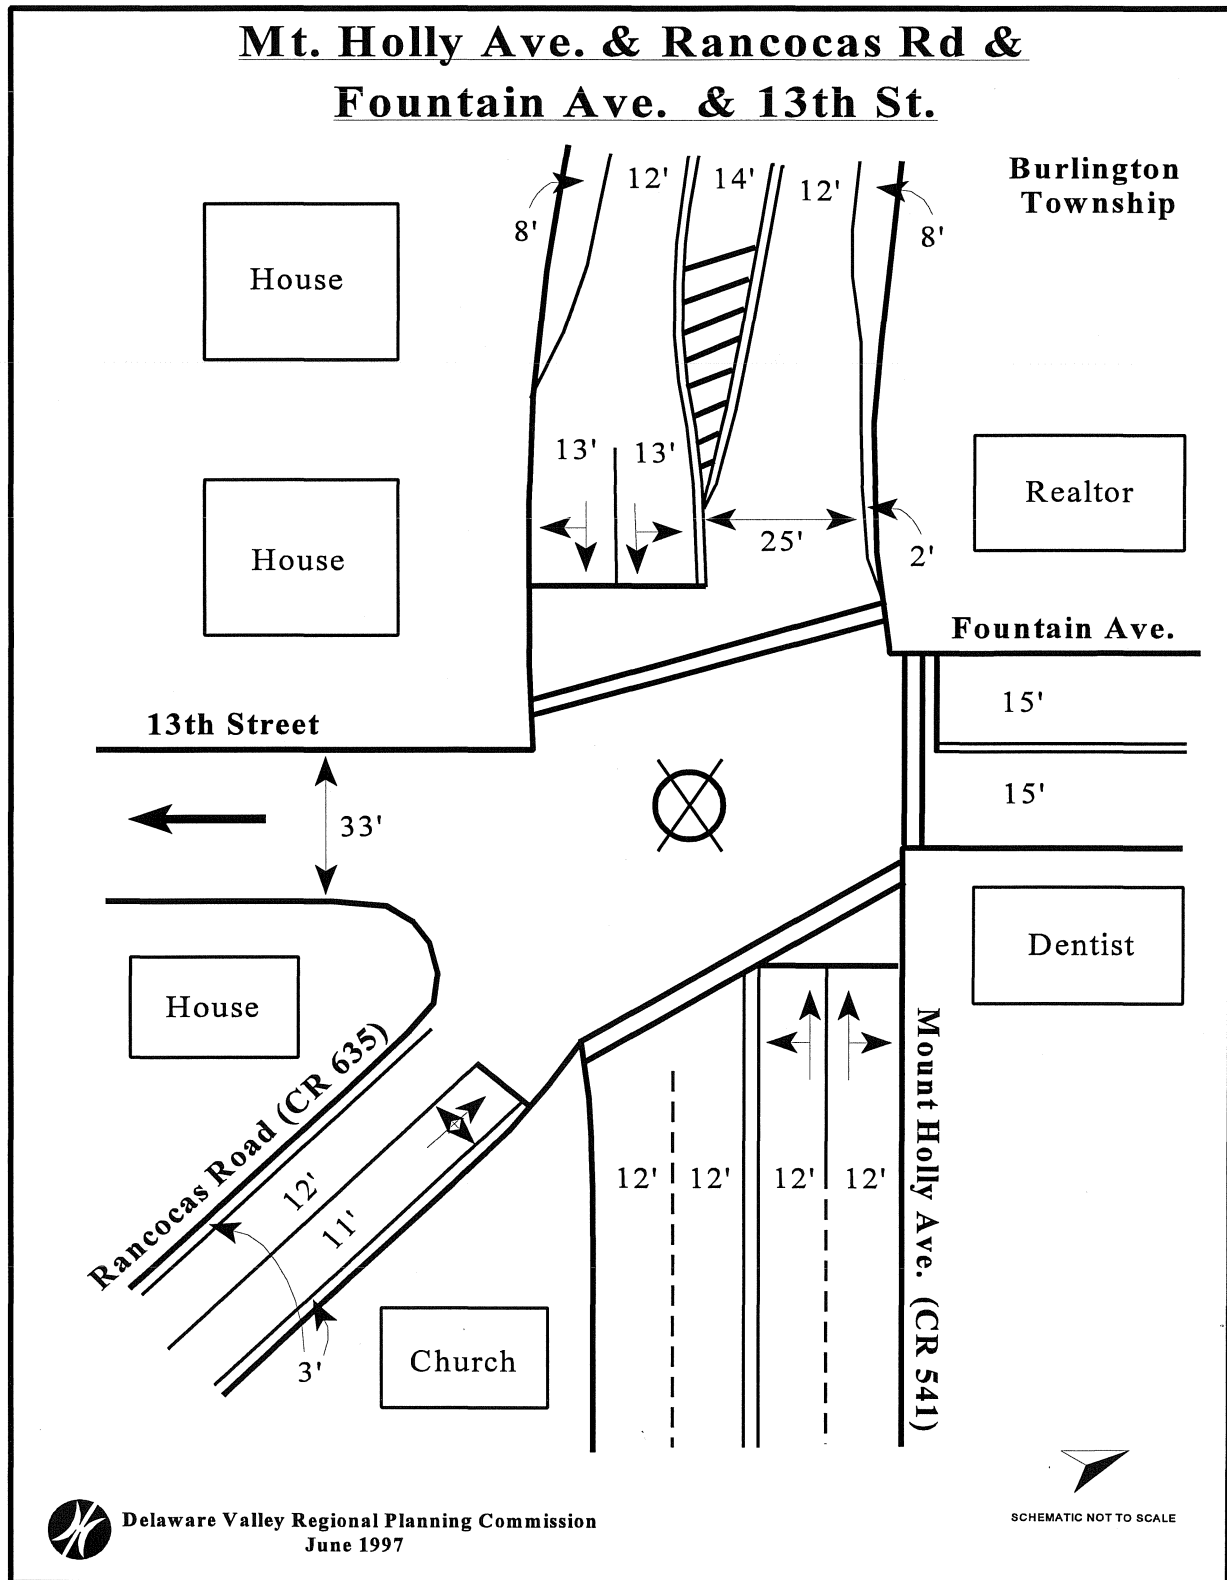 Mt. Holly Ave. & Rancocas Rd &
Fountain Ave. & 13th St.
Burlington
Township
12'
14'
12'
8'
8'
House
13'
13'
Realtor
25'
2'
House
Fountain Ave.
15'
13th Street
15'
33'
Dentist
House
Rancocas Road (CR 635)
Mount Holly Ave. (CR 541)
12'
11'
12'
12'
12'
12'
3'
Church
SCHEMATIC NOT TO SCALE
Delaware Valley Regional Planning Commission
June 1997